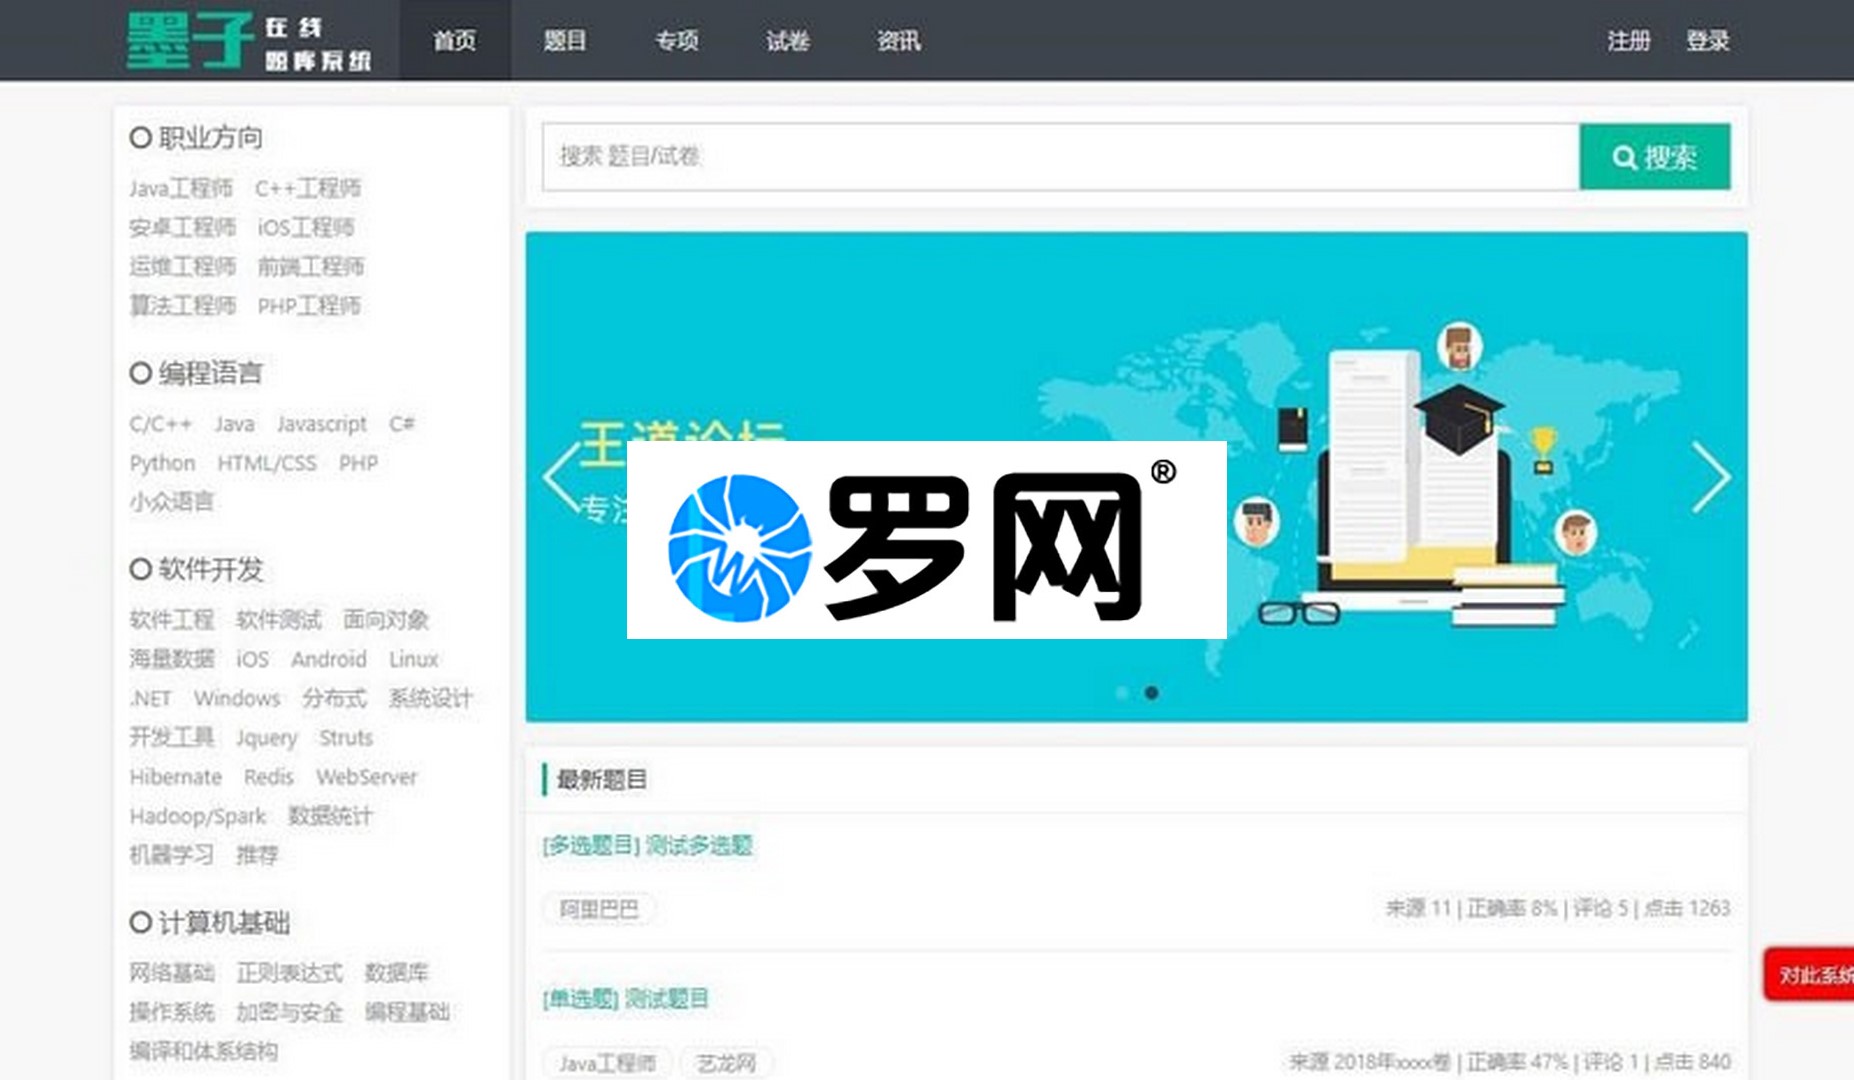 墨子 在线
题库系统
首页 题目 专项 试卷 资讯 注册 登录
职业方向
Java工程师 C++工程师
安卓工程师 iOS工程师
运维工程师 前端工程师
算法工程师 PHP工程师
编程语言
C/C++ Java Javascript C#
Python HTML/CSS PHP
小众语言
软件开发
软件工程 软件测试 面向对象
海量数据 iOS Android Linux
.NET Windows 分布式 系统设计
开发工具 Jquery Struts
Hibernate Redis WebServer
Hadoop/Spark 数据统计
机器学习 推荐
计算机基础
网络基础 正则表达式 数据库
操作系统 加密与安全 编程基础
编译和体系结构
搜索 题目/试卷
搜索
王道论坛
专注
罗网®
最新题目
[多选题目] 测试多选题
阿里巴巴
来源 11 | 正确率 8% | 评论 5 | 点击 1263
[单选题] 测试题目
Java工程师 艺龙网
来源 2018年xxxx卷 | 正确率 47% | 评论 1 | 点击 840
对此系统